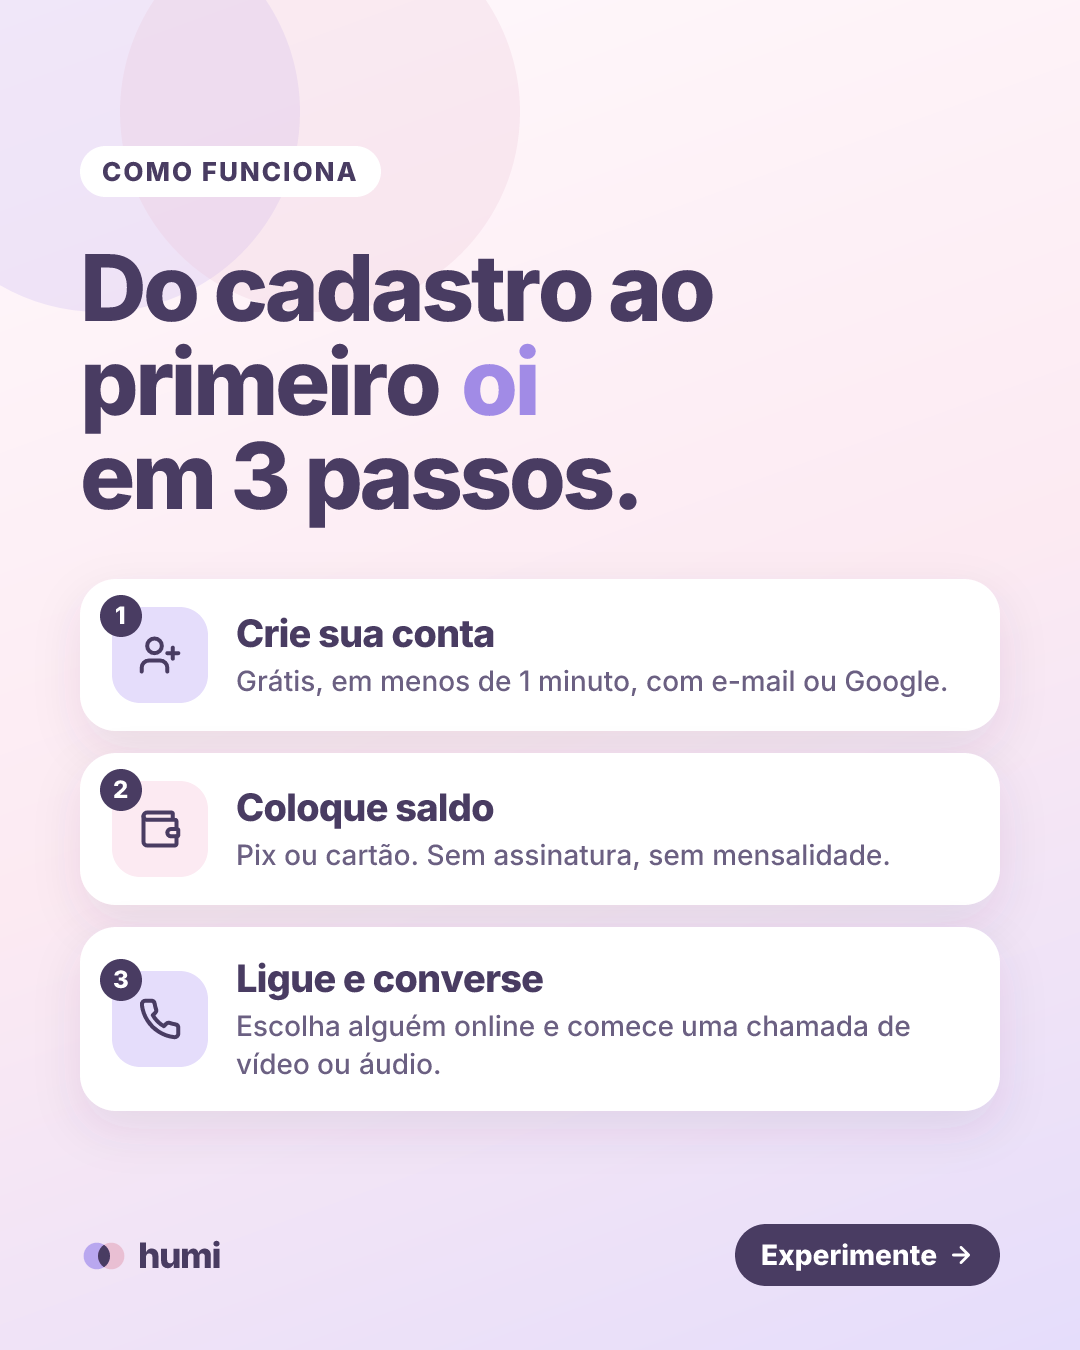 COMO FUNCIONA
Do cadastro ao
primeiro oi
em 3 passos.
1
Crie sua conta
Grátis, em menos de 1 minuto, com e-mail ou Google.
2
Coloque saldo
Pix ou cartão. Sem assinatura, sem mensalidade.
3
Ligue e converse
Escolha alguém online e comece uma chamada de
vídeo ou áudio.
humi
Experimente →